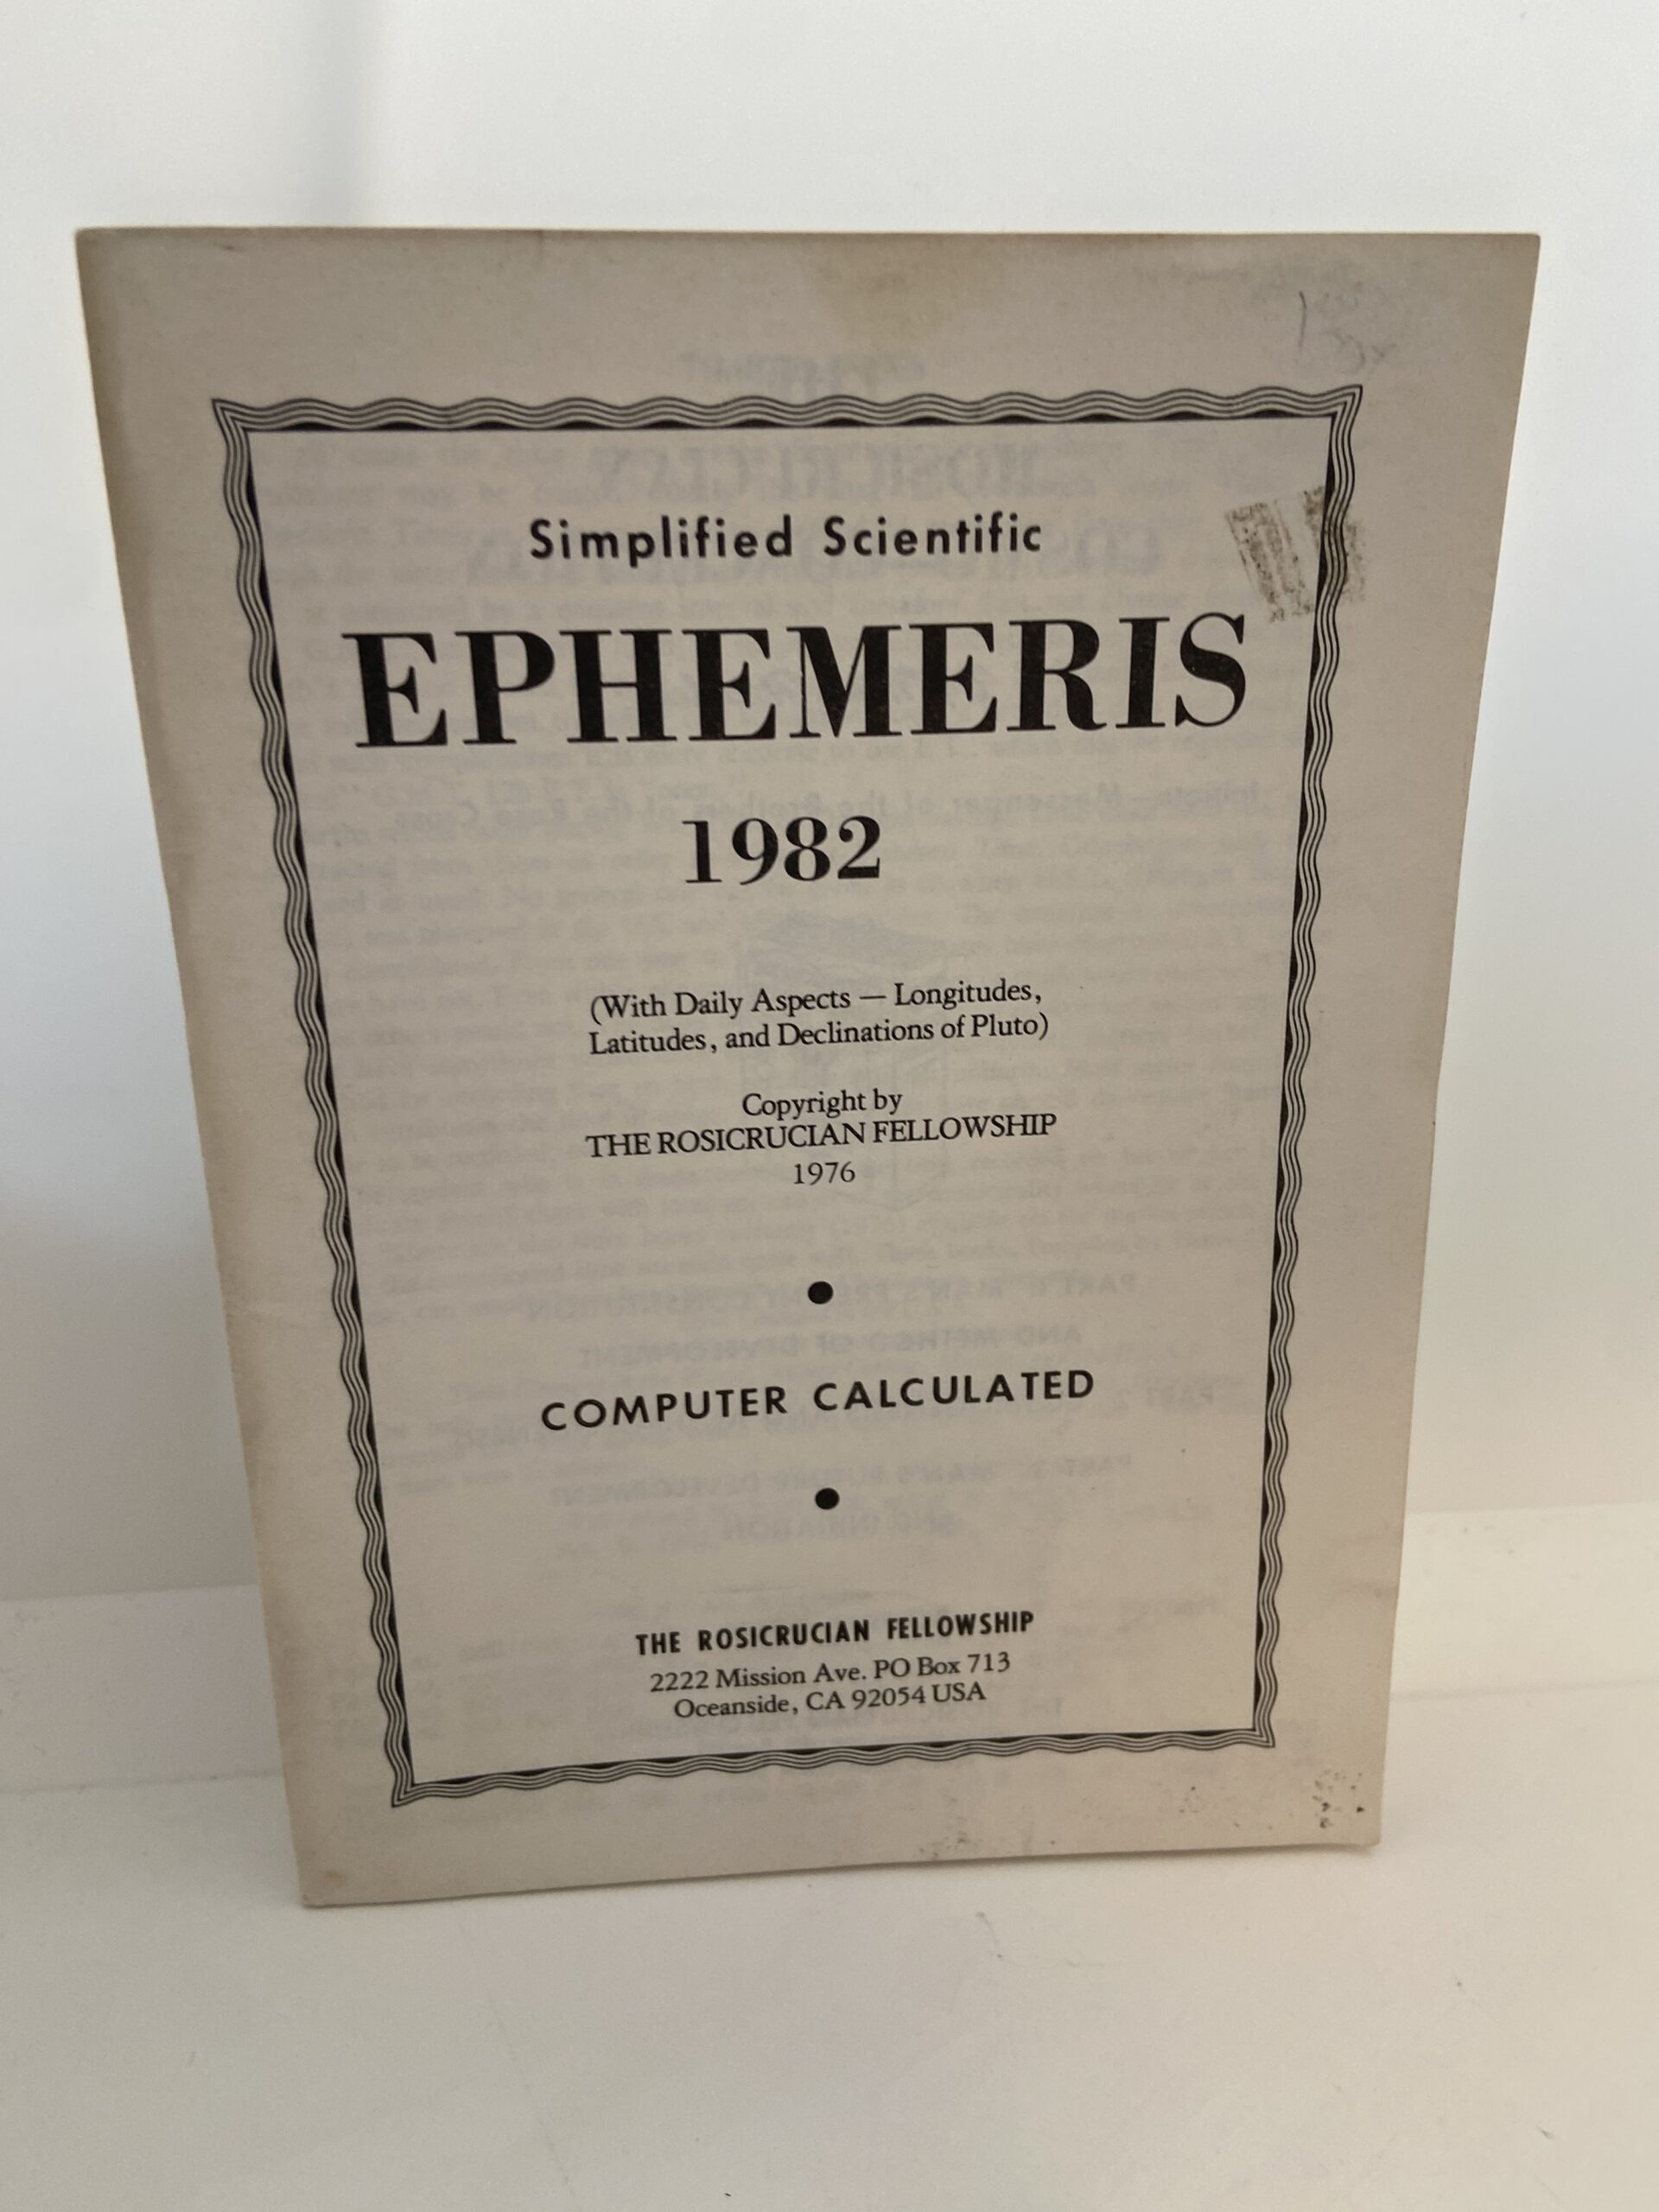 Simplified Scientific
EPHEMERIS
1982
(With Daily Aspects — Longitudes,
Latitudes, and Declinations of Pluto)
Copyright by
THE ROSICRUCIAN FELLOWSHIP
1976
COMPUTER CALCULATED
THE ROSICRUCIAN FELLOWSHIP
2222 Mission Ave. PO Box 713
Oceanside, CA 92054 USA